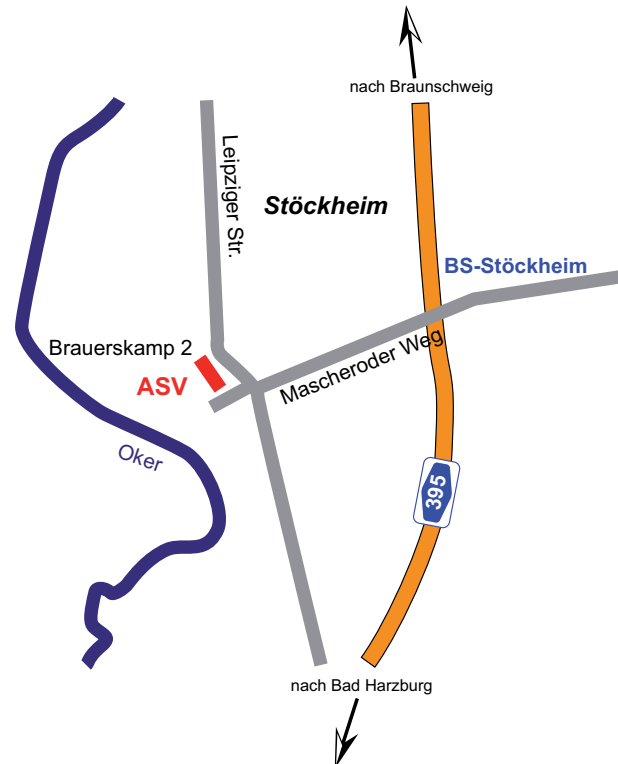 nach Braunschweig
Leipziger Str.
Stöckheim
BS-Stöckheim
Brauerskamp 2
Mascheroder Weg
ASV
Oker
395
nach Bad Harzburg